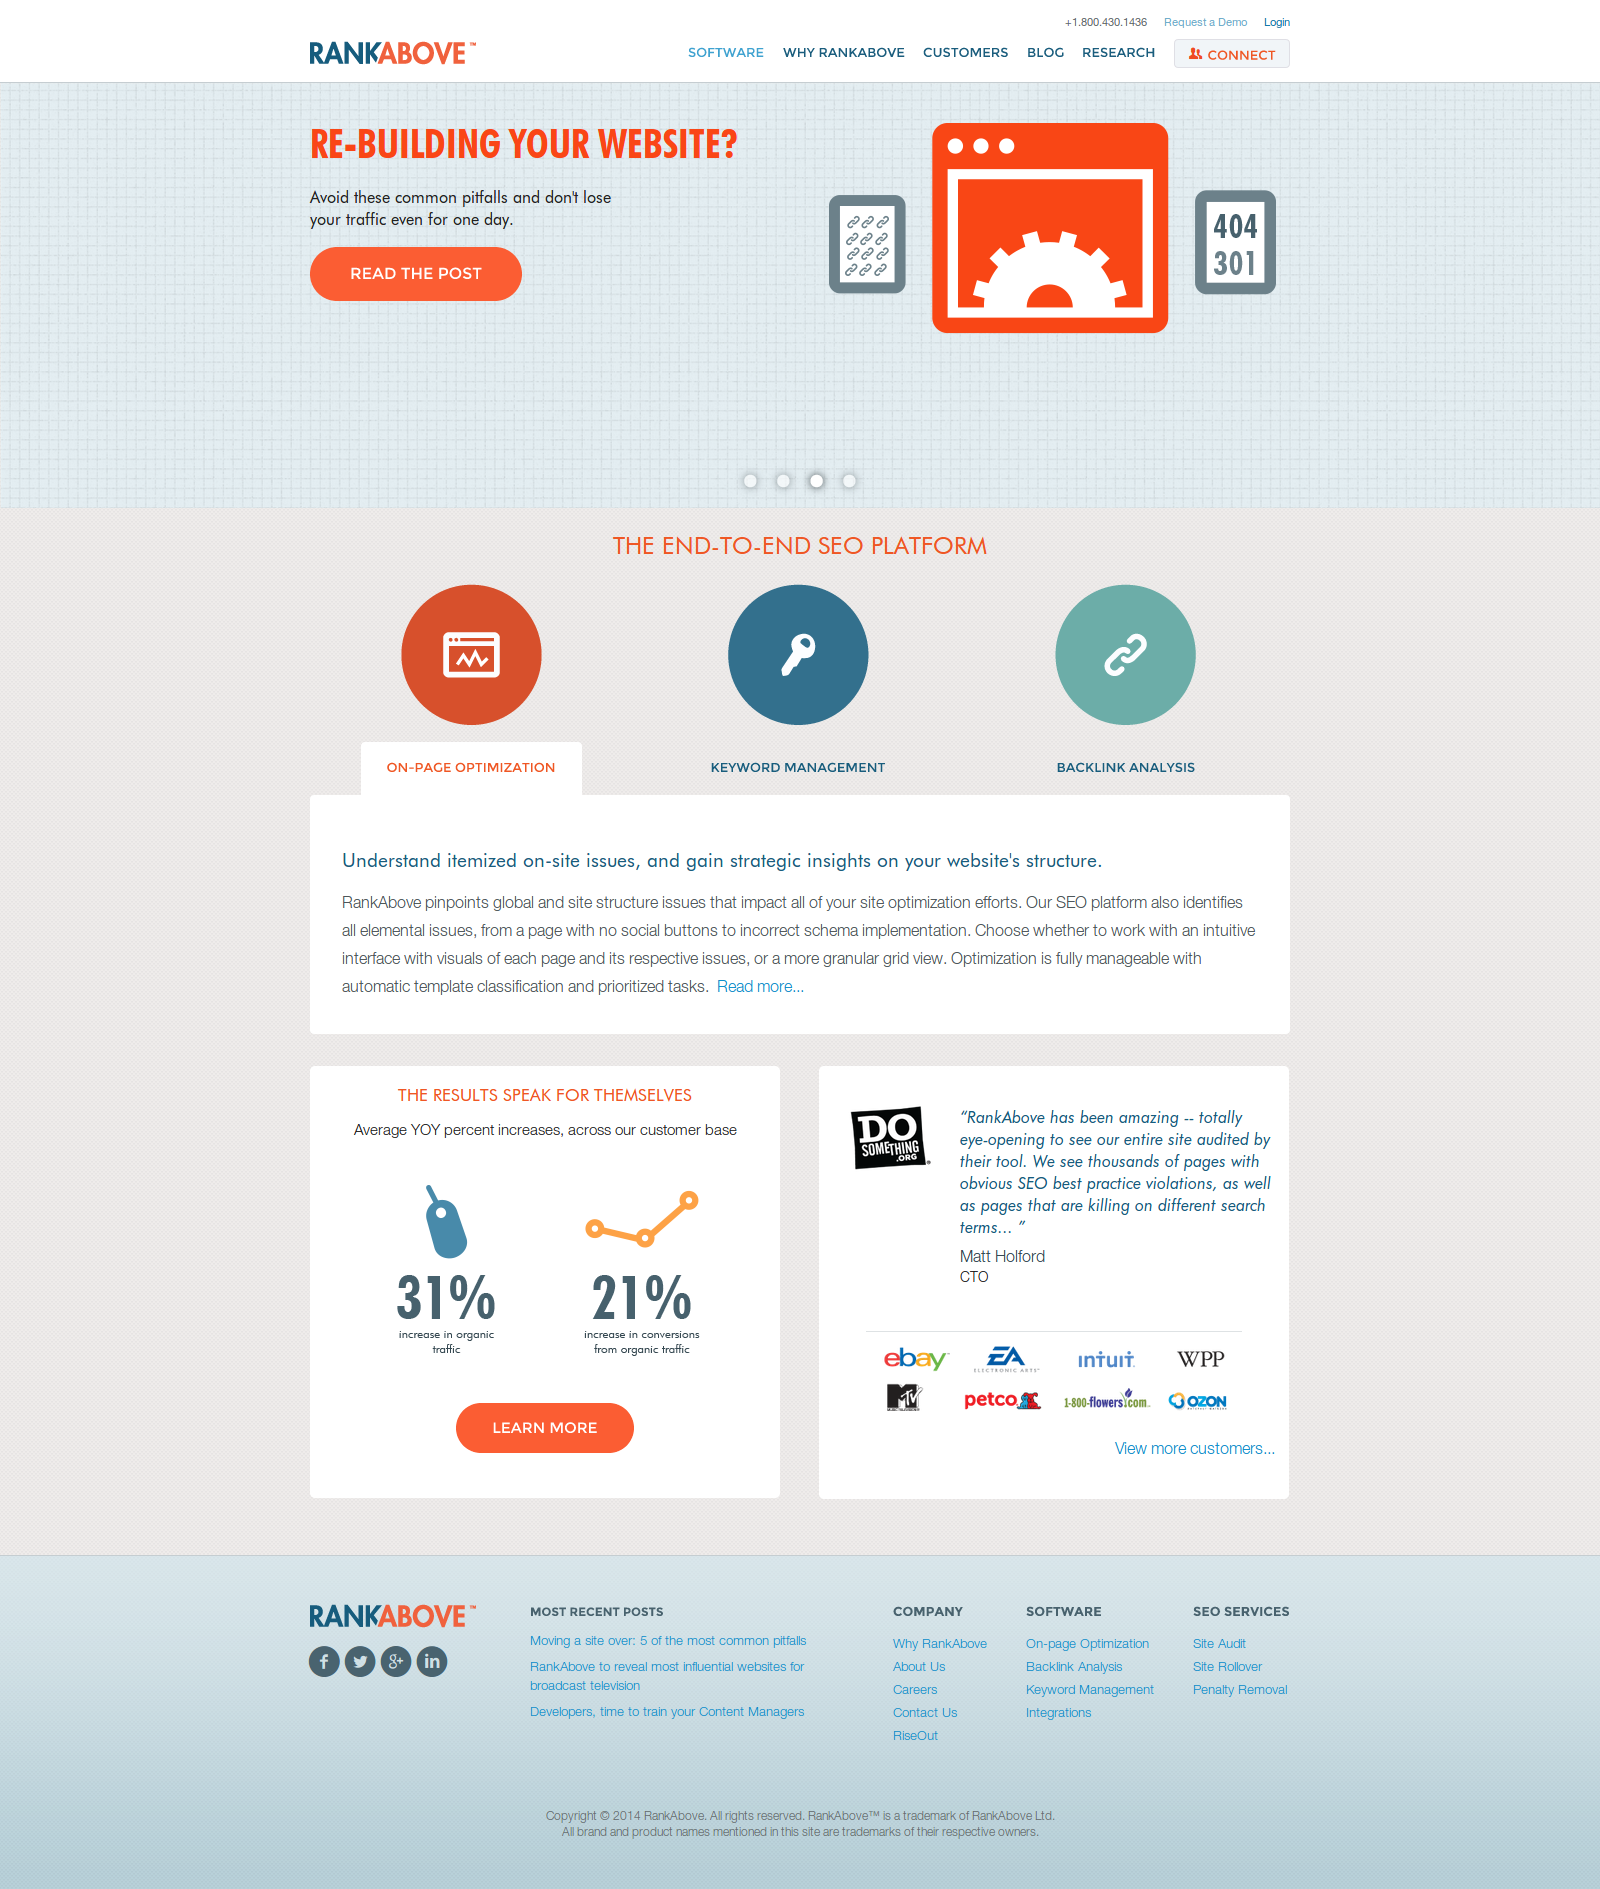 +1.800.430.1436 Request a Demo Login
RANKABOVE™
SOFTWARE WHY RANKABOVE CUSTOMERS BLOG RESEARCH CONNECT
RE-BUILDING YOUR WEBSITE?
Avoid these common pitfalls and don't lose
your traffic even for one day.
READ THE POST
404
301
THE END-TO-END SEO PLATFORM
ON-PAGE OPTIMIZATION
KEYWORD MANAGEMENT
BACKLINK ANALYSIS
Understand itemized on-site issues, and gain strategic insights on your website's structure.
RankAbove pinpoints global and site structure issues that impact all of your site optimization efforts. Our SEO platform also identifies
all elemental issues, from a page with no social buttons to incorrect schema implementation. Choose whether to work with an intuitive
interface with visuals of each page and its respective issues, or a more granular grid view. Optimization is fully manageable with
automatic template classification and prioritized tasks. Read more...
THE RESULTS SPEAK FOR THEMSELVES
Average YOY percent increases, across our customer base
31%
increase in organic
traffic
21%
increase in conversions
from organic traffic
LEARN MORE
DO
SOMETHING
.ORG
“RankAbove has been amazing -- totally
eye-opening to see our entire site audited by
their tool. We see thousands of pages with
obvious SEO best practice violations, as well
as pages that are killing on different search
terms... ”
Matt Holford
CTO
ebay EA intuit WPP
ELECTRONIC ARTS
MTV petco 1-800-flowers.com OZON
MUSIC TELEVISION
View more customers...
RANKABOVE™
f g+ in
MOST RECENT POSTS
Moving a site over: 5 of the most common pitfalls
RankAbove to reveal most influential websites for
broadcast television
Developers, time to train your Content Managers
COMPANY
Why RankAbove
About Us
Careers
Contact Us
RiseOut
SOFTWARE
On-page Optimization
Backlink Analysis
Keyword Management
Integrations
SEO SERVICES
Site Audit
Site Rollover
Penalty Removal
Copyright © 2014 RankAbove. All rights reserved. RankAbove™ is a trademark of RankAbove Ltd.
All brand and product names mentioned in this site are trademarks of their respective owners.